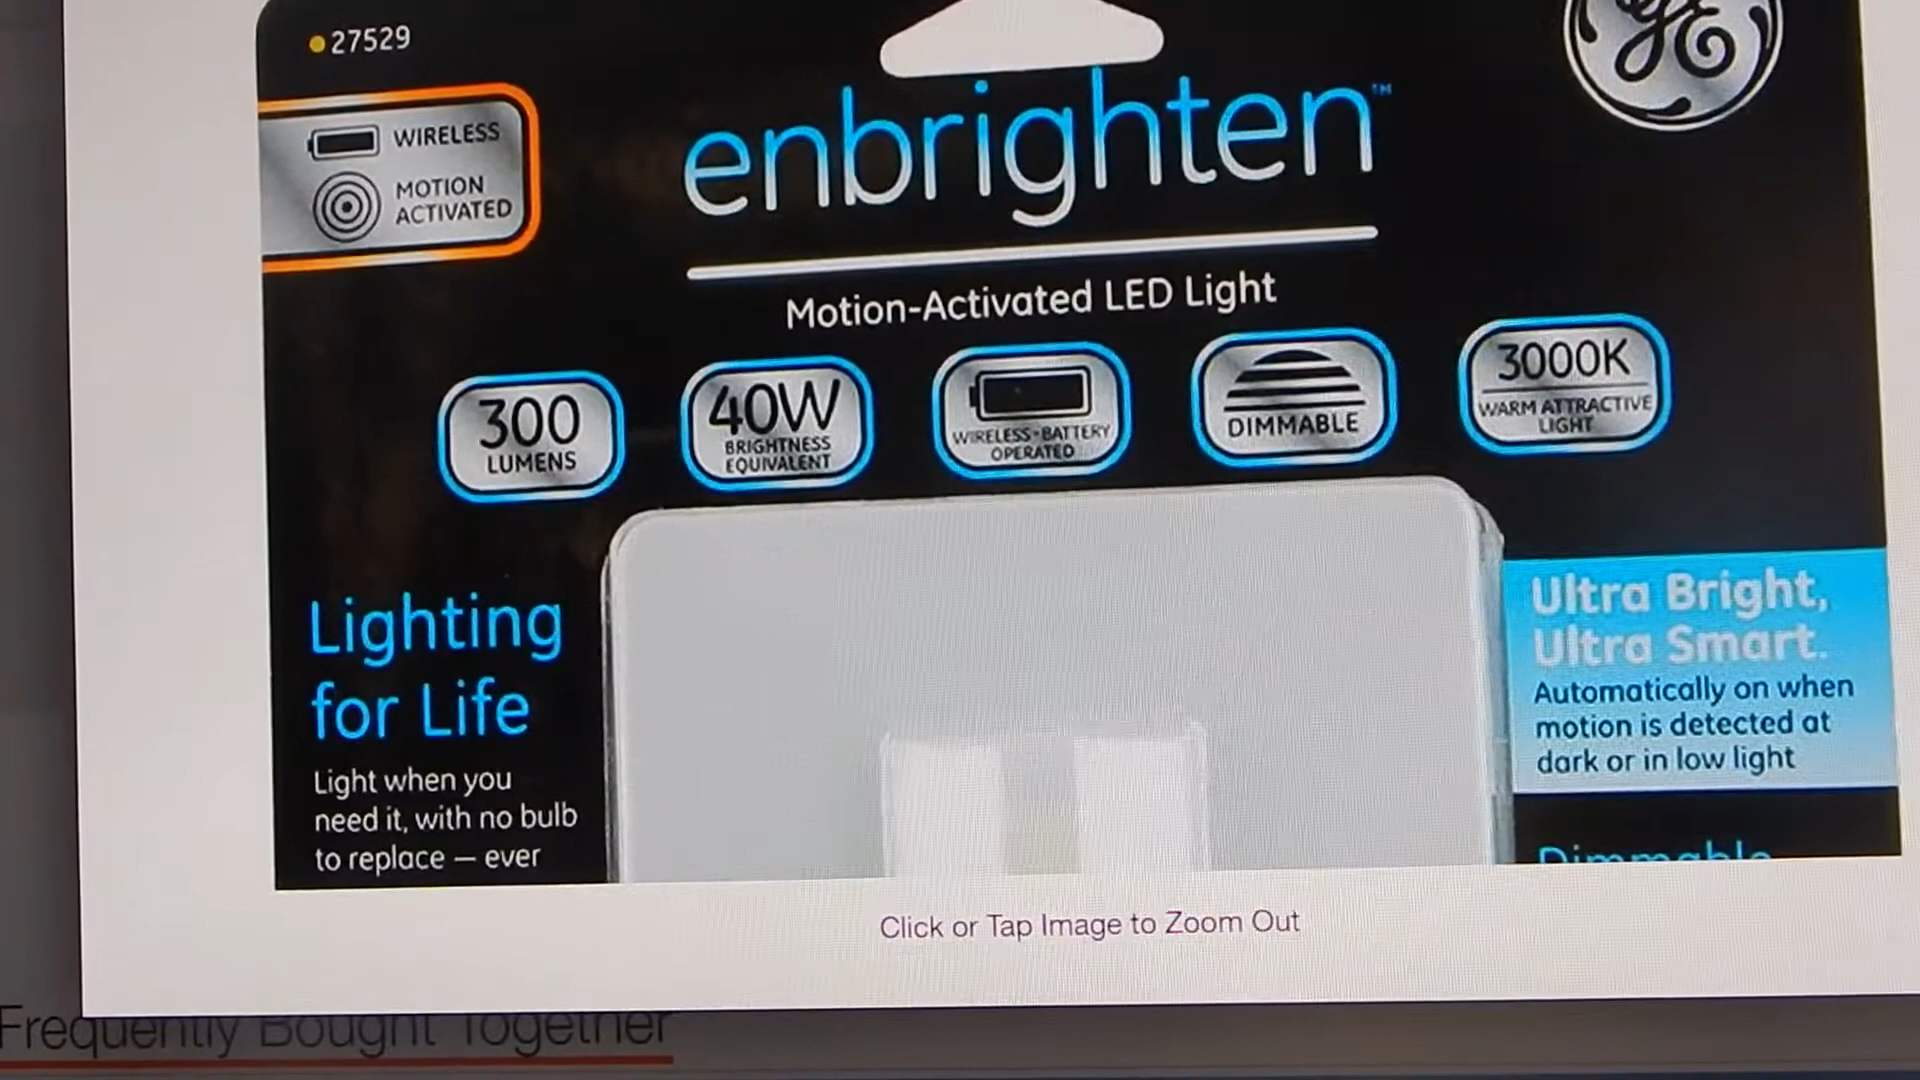 27529
WIRELESS
MOTION
ACTIVATED
enbrighten™
GE
Motion-Activated LED Light
300
LUMENS
40W
BRIGHTNESS
EQUIVALENT
WIRELESS-BATTERY
OPERATED
DIMMABLE
3000K
WARM ATTRACTIVE
LIGHT
Lighting
for Life
Light when you
need it, with no bulb
to replace — ever
Ultra Bright,
Ultra Smart.
Automatically on when
motion is detected at
dark or in low light
Dimmable
Click or Tap Image to Zoom Out
Frequently Bought Together